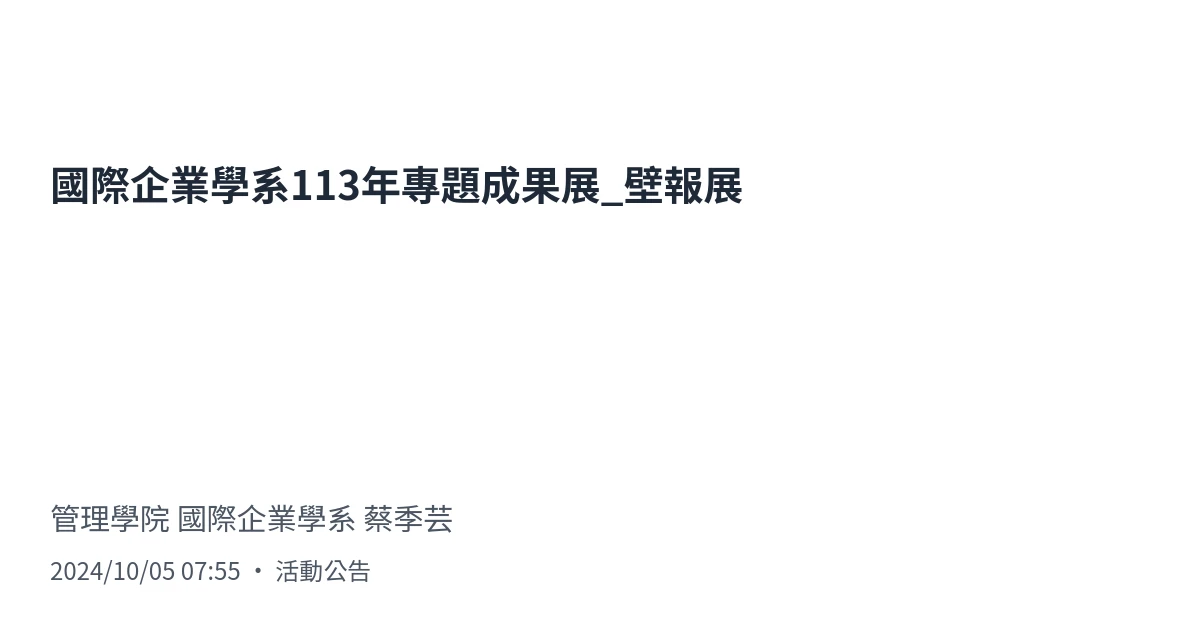 國際企業學系113年專題成果展_壁報展
管理學院 國際企業學系 蔡季芸
2024/10/05 07:55 ・ 活動公告